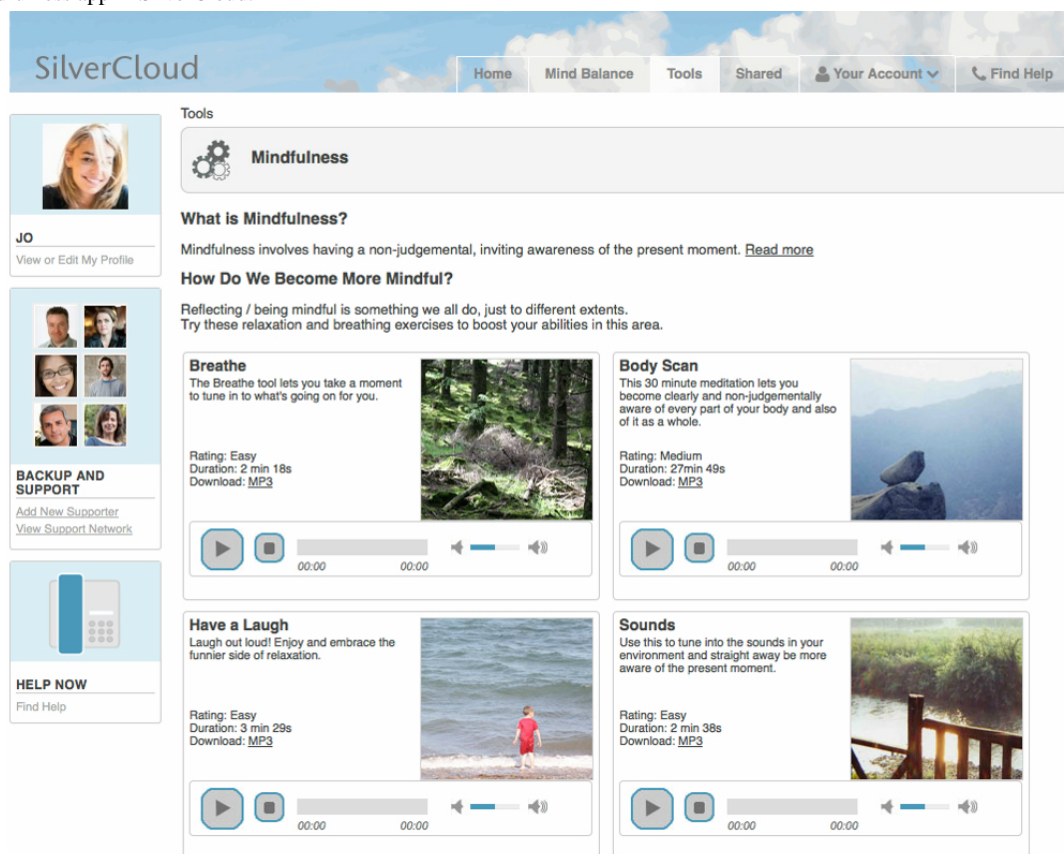 SilverCloud
Home
Mind Balance
Tools
Shared
Your Account
Find Help
Tools
Mindfulness
JO
View or Edit My Profile
What is Mindfulness?
Mindfulness involves having a non-judgemental, inviting awareness of the present moment. Read more
How Do We Become More Mindful?
Reflecting / being mindful is something we all do, just to different extents.
Try these relaxation and breathing exercises to boost your abilities in this area.
BACKUP AND
SUPPORT
Add New Supporter
View Support Network
HELP NOW
Find Help
Breathe
The Breathe tool lets you take a moment
to tune in to what's going on for you.
Rating: Easy
Duration: 2 min 18s
Download: MP3
00:00
00:00
Body Scan
This 30 minute meditation lets you
become clearly and non-judgementally
aware of every part of your body and also
of it as a whole.
Rating: Medium
Duration: 27min 49s
Download: MP3
00:00
00:00
Have a Laugh
Laugh out loud! Enjoy and embrace the
funnier side of relaxation.
Rating: Easy
Duration: 3 min 29s
Download: MP3
00:00
00:00
Sounds
Use this to tune into the sounds in your
environment and straight away be more
aware of the present moment.
Rating: Easy
Duration: 2 min 38s
Download: MP3
00:00
00:00